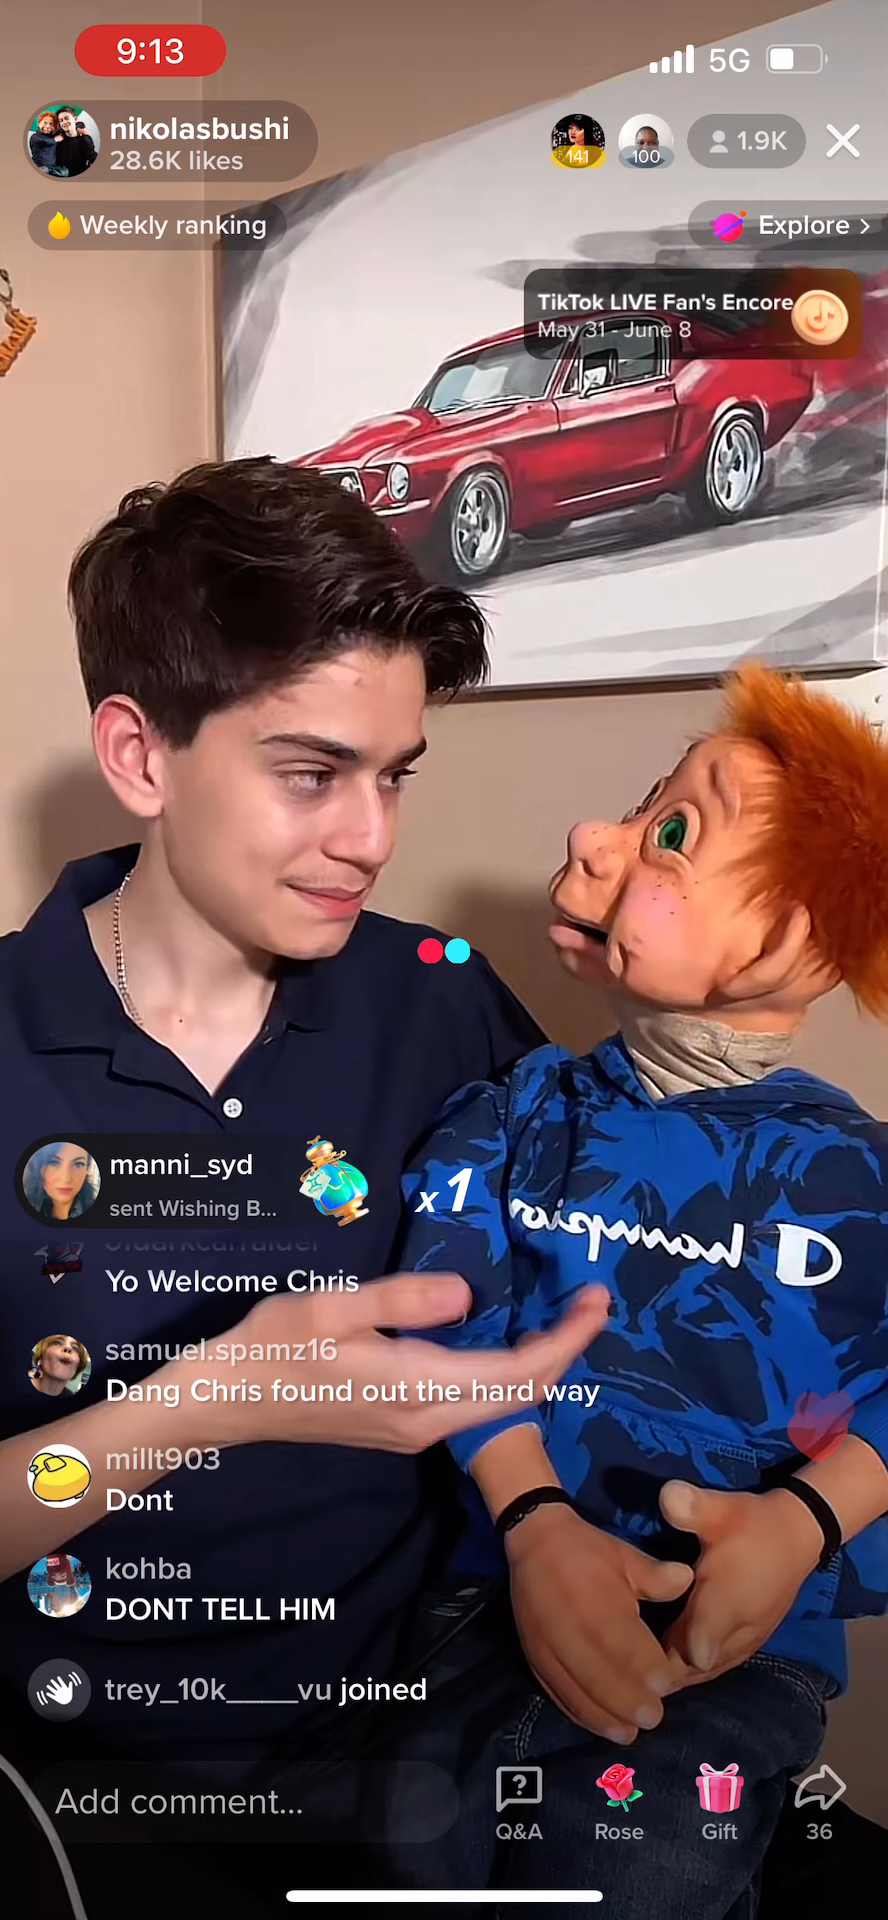 9:13
5G
nikolasbushi
28.6K likes
141
100
1.9K
Weekly ranking
Explore >
TikTok LIVE Fan's Encore
May 31 - June 8
manni_syd
sent Wishing B...
x1
Champion
Yo Welcome Chris
samuel.spamz16
Dang Chris found out the hard way
millt903
Dont
kohba
DONT TELL HIM
trey_10k____vu joined
Add comment...
Q&A
Rose
Gift
36